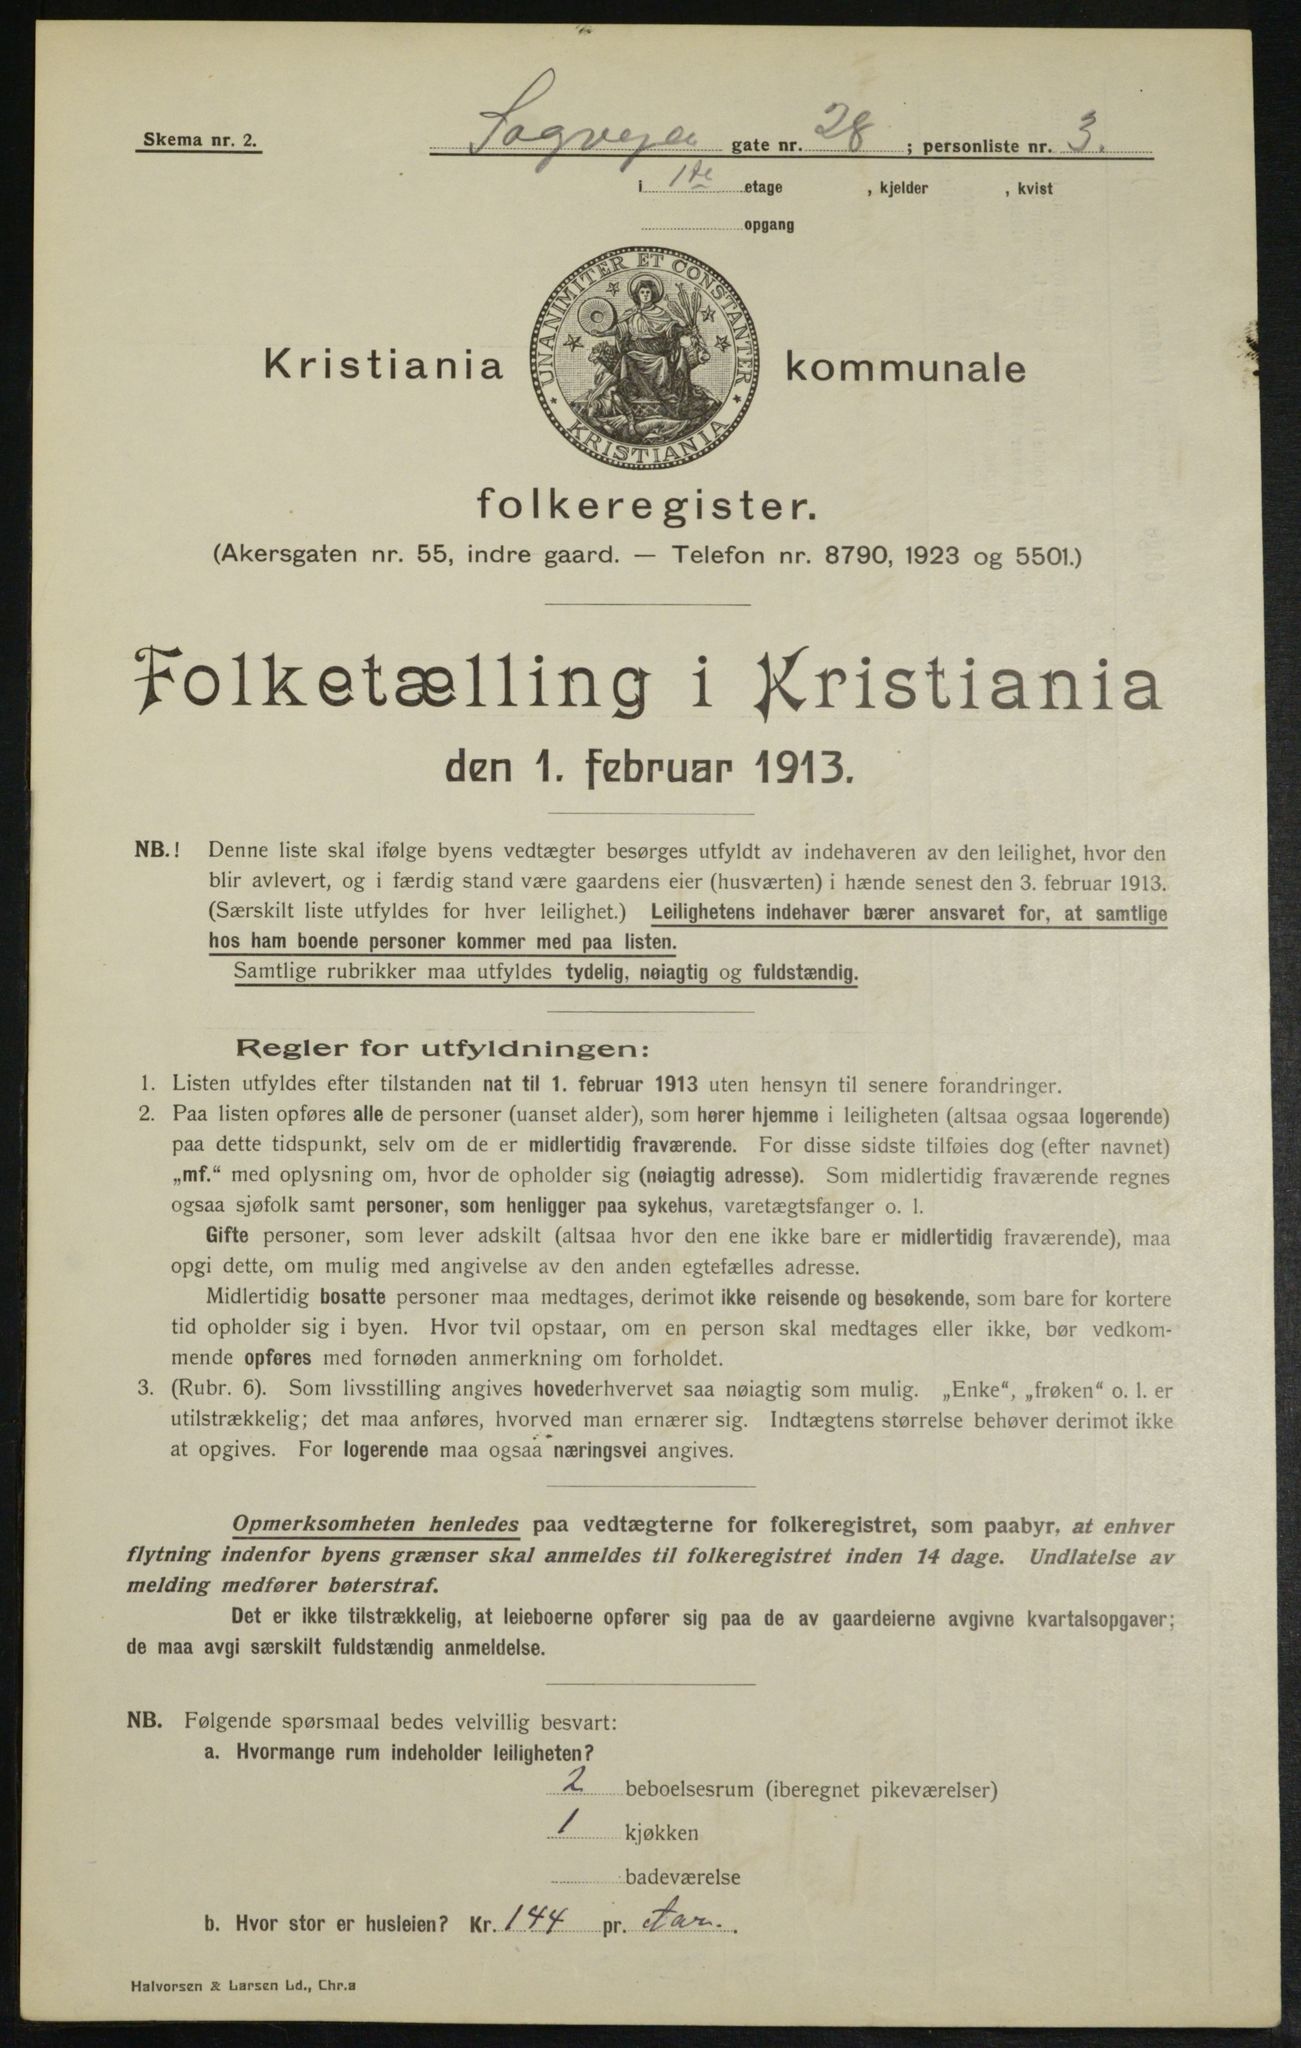 Skema nr. 2.
Sagvejen gate nr. 28 ; personliste nr. 3.
i 1ste etage , kjelder , kvist
opgang
UNANIMITER ET CONSTANTER
KRISTIANIA
Kristiania kommunale
folkeregister.
(Akersgaten nr. 55, indre gaard. — Telefon nr. 8790, 1923 og 5501.)
Folketælling i Kristiania
den 1. februar 1913.
NB.! Denne liste skal ifølge byens vedtægter besørges utfyldt av indehaveren av den leilighet, hvor den
blir avlevert, og i færdig stand være gaardens eier (husværten) i hænde senest den 3. februar 1913.
(Særskilt liste utfyldes for hver leilighet.) Leilighetens indehaver bærer ansvaret for, at samtlige
hos ham boende personer kommer med paa listen.
Samtlige rubrikker maa utfyldes tydelig, nøiagtig og fuldstændig.
Regler for utfyldningen:
1. Listen utfyldes efter tilstanden nat til 1. februar 1913 uten hensyn til senere forandringer.
2. Paa listen opføres alle de personer (uanset alder), som hører hjemme i leiligheten (altsaa ogsaa logerende)
paa dette tidspunkt, selv om de er midlertidig fraværende. For disse sidste tilføies dog (efter navnet)
„mf.“ med oplysning om, hvor de opholder sig (nøiagtig adresse). Som midlertidig fraværende regnes
ogsaa sjøfolk samt personer, som henligger paa sykehus, varetægtsfanger o. l.
Gifte personer, som lever adskilt (altsaa hvor den ene ikke bare er midlertidig fraværende), maa
opgi dette, om mulig med angivelse av den anden egtefælles adresse.
Midlertidig bosatte personer maa medtages, derimot ikke reisende og besøkende, som bare for kortere
tid opholder sig i byen. Hvor tvil opstaar, om en person skal medtages eller ikke, bør vedkom-
mende opføres med fornøden anmerkning om forholdet.
3. (Rubr. 6). Som livsstilling angives hovederhvervet saa nøiagtig som mulig. „Enke“, „frøken“ o. l. er
utilstrækkelig; det maa anføres, hvorved man ernærer sig. Indtægtens størrelse behøver derimot ikke
at opgives. For logerende maa ogsaa næringsvei angives.
Opmerksomheten henledes paa vedtægterne for folkeregistret, som paabyr, at enhver
flytning indenfor byens grænser skal anmeldes til folkeregistret inden 14 dage. Undlatelse av
melding medfører bøterstraf.
Det er ikke tilstrækkelig, at leieboerne opfører sig paa de av gaardeierne avgivne kvartalsopgaver;
de maa avgi særskilt fuldstændig anmeldelse.
NB. Følgende spørsmaal bedes velvillig besvart:
a. Hvormange rum indeholder leiligheten?
2 beboelsesrum (iberegnet pikeværelser)
1 kjøkken
badeværelse
b. Hvor stor er husleien? Kr. 144 pr. Aar.
Halvorsen & Larsen Ld., Chr.a